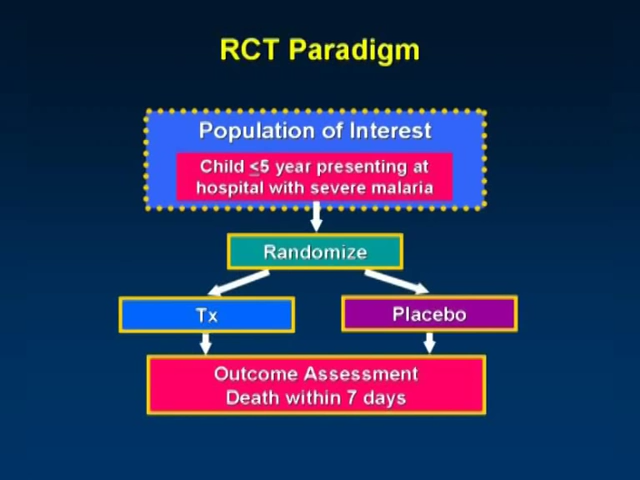 RCT Paradigm
Population of Interest
Child ≤5 year presenting at
hospital with severe malaria
Randomize
Tx
Placebo
Outcome Assessment
Death within 7 days